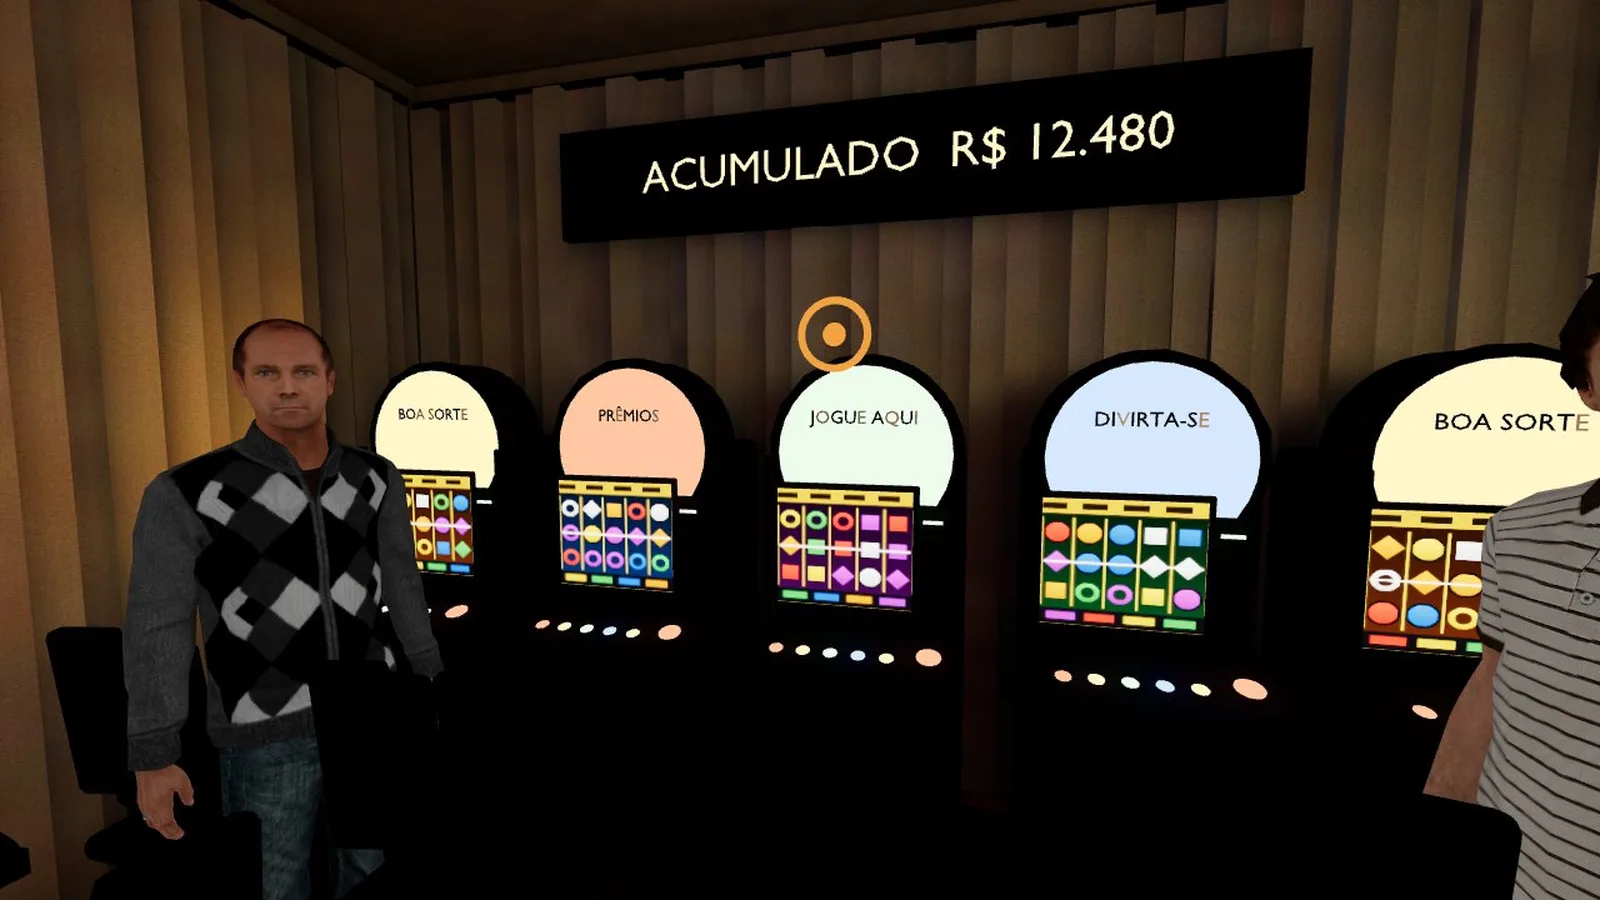 ACUMULADO R$ 12.480
BOA SORTE
PRÊMIOS
JOGUE AQUI
DIVIRTA-SE
BOA SORTE